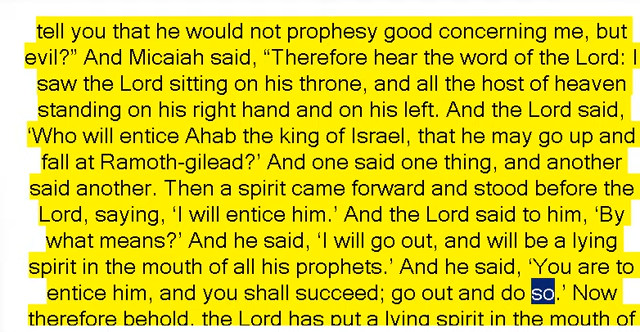 tell you that he would not prophesy good concerning me, but
evil?” And Micaiah said, “Therefore hear the word of the Lord: I
saw the Lord sitting on his throne, and all the host of heaven
standing on his right hand and on his left. And the Lord said,
‘Who will entice Ahab the king of Israel, that he may go up and
fall at Ramoth-gilead?’ And one said one thing, and another
said another. Then a spirit came forward and stood before the
Lord, saying, ‘I will entice him.’ And the Lord said to him, ‘By
what means?’ And he said, ‘I will go out, and will be a lying
spirit in the mouth of all his prophets.’ And he said, ‘You are to
entice him, and you shall succeed; go out and do so.’ Now
therefore behold, the Lord has put a lying spirit in the mouth of